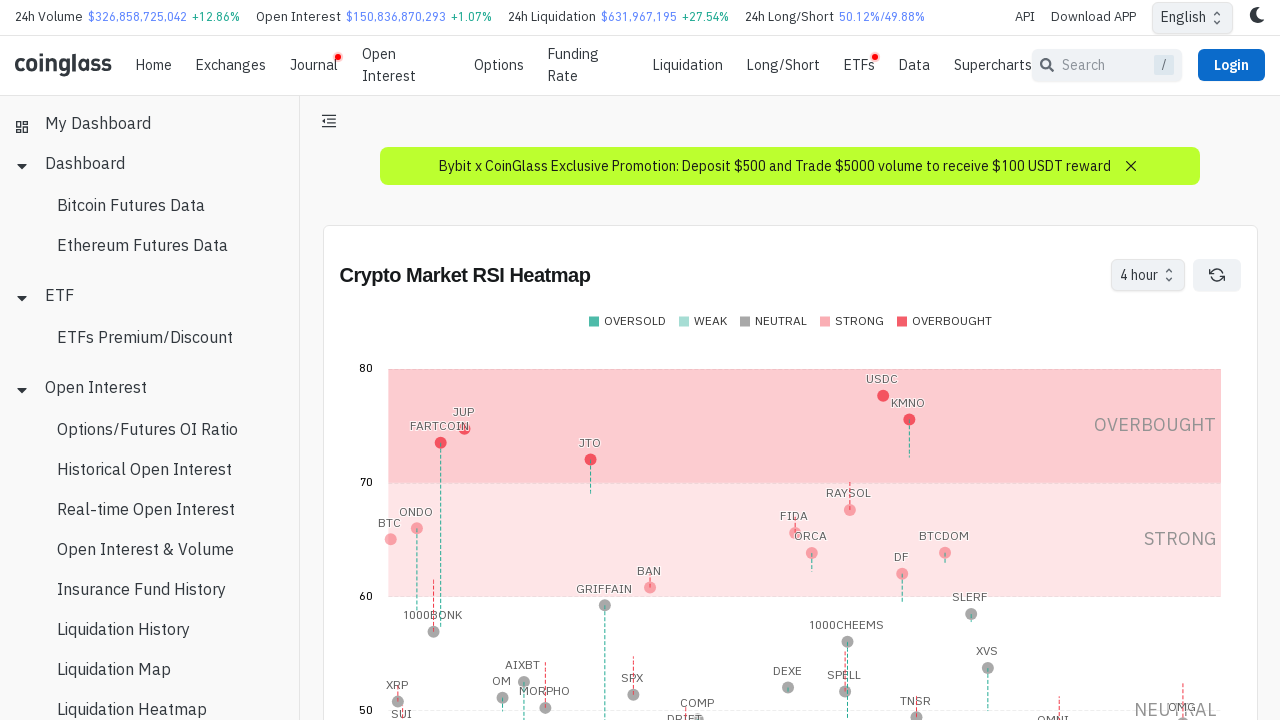 24h Volume $326,858,725,042 +12.86% Open Interest $150,836,870,293 +1.07% 24h Liquidation $631,967,195 +27.54% 24h Long/Short 50.12%/49.88% API Download APP English
coinglass Home Exchanges Journal Open Interest Options Funding Rate Liquidation Long/Short ETFs Data Supercharts Search / Login
My Dashboard
Dashboard
Bitcoin Futures Data
Ethereum Futures Data
ETF
ETFs Premium/Discount
Open Interest
Options/Futures OI Ratio
Historical Open Interest
Real-time Open Interest
Open Interest & Volume
Insurance Fund History
Liquidation History
Liquidation Map
Liquidation Heatmap
Bybit x CoinGlass Exclusive Promotion: Deposit $500 and Trade $5000 volume to receive $100 USDT reward
Crypto Market RSI Heatmap 4 hour
OVERSOLD WEAK NEUTRAL STRONG OVERBOUGHT
80
USDC
KMNO
JUP
FARTCOIN
OVERBOUGHT
JTO
70
RAYSOL
ONDO
FIDA
BTC
ORCA
BTCDOM
STRONG
DF
BAN
GRIFFAIN
60
SLERF
1000BONK
1000CHEEMS
XVS
AIXBT
DEXE
SPELL
SPX
OM
XRP
MORPHO
TNSR
COMP
OMG
NEUTRAL
50
SUI
DRIFT
OMNI